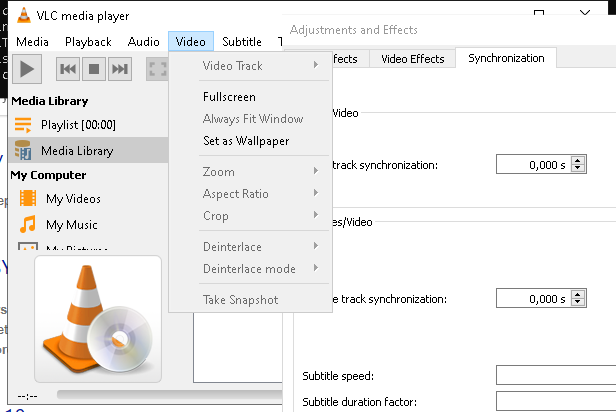 VLC media player
Media Playback Audio Video Subtitle T
Adjustments and Effects
ffects Video Effects Synchronization
Media Library
Playlist [00:00]
Media Library
My Computer
My Videos
My Music
My Pictures
Video Track
Fullscreen
Always Fit Window
Set as Wallpaper
Zoom
Aspect Ratio
Crop
Deinterlace
Deinterlace mode
Take Snapshot
/Video
track synchronization:
0,000 s
es/Video
e track synchronization:
0,000 s
Subtitle speed:
Subtitle duration factor:
--:--